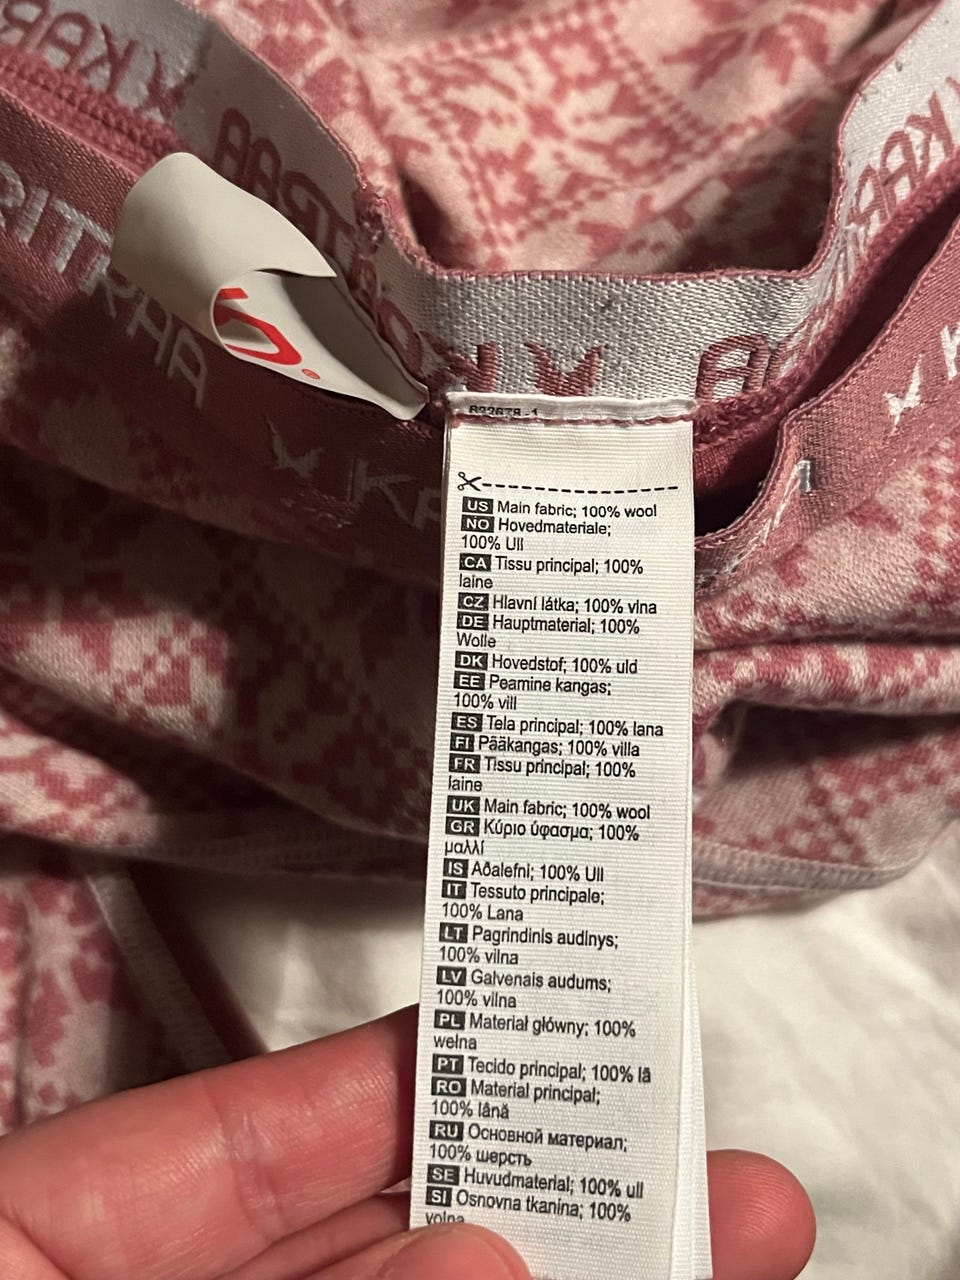 KARI TRAA
RITRAA
KA
822678-1
US Main fabric; 100% wool
NO Hovedmateriale;
100% Ull
CA Tissu principal; 100%
laine
CZ Hlavní látka; 100% vlna
DE Hauptmaterial; 100%
Wolle
DK Hovedstof; 100% uld
EE Peamine kangas;
100% vill
ES Tela principal; 100% lana
FI Pääkangas; 100% villa
FR Tissu principal; 100%
laine
UK Main fabric; 100% wool
GR Κύριο ύφασμα; 100%
μαλλί
IS Aðalefni; 100% Ull
IT Tessuto principale;
100% Lana
LT Pagrindinis audinys;
100% vilna
LV Galvenais audums;
100% vilna
PL Materiał główny; 100%
wełna
PT Tecido principal; 100% lã
RO Material principal;
100% lână
RU Основной материал;
100% шерсть
SE Huvudmaterial; 100% ull
SI Osnovna tkanina; 100%
volna